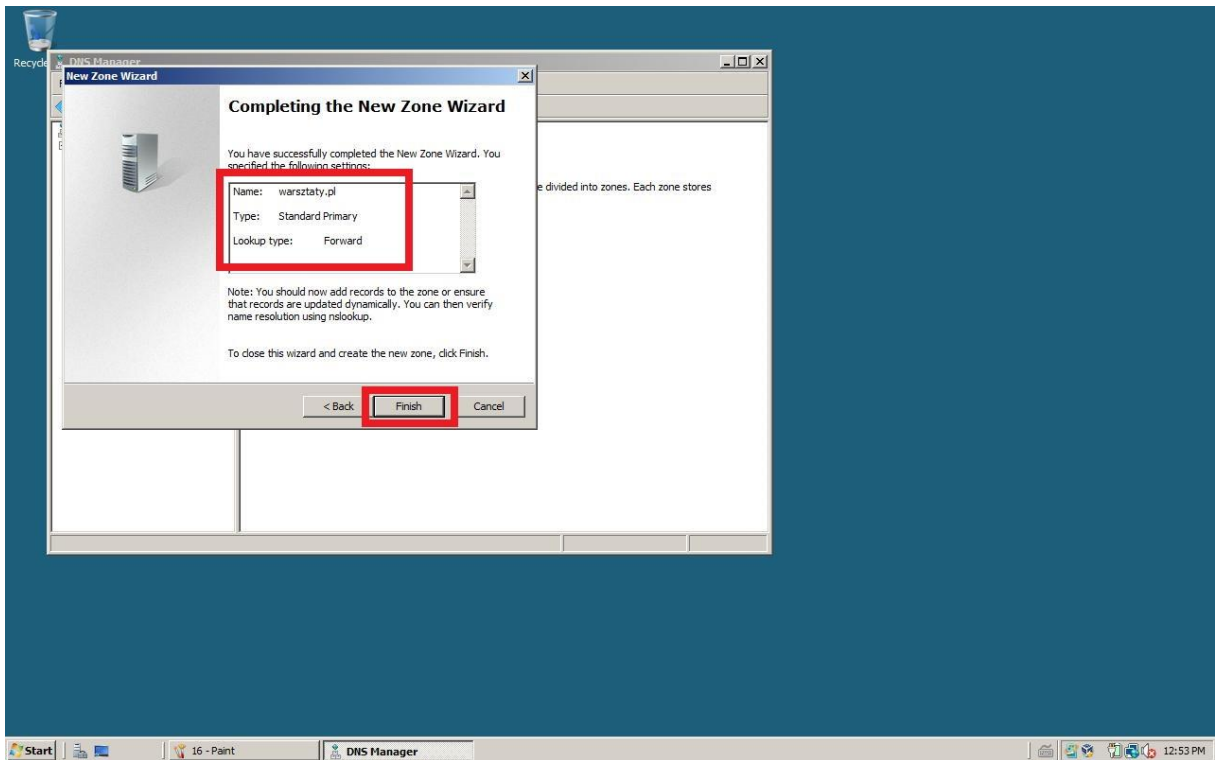 Recycle
DNS Manager
New Zone Wizard
Completing the New Zone Wizard
You have successfully completed the New Zone Wizard. You
specified the following settings:
Name: warsztaty.pl
Type: Standard Primary
Lookup type: Forward
e divided into zones. Each zone stores
Note: You should now add records to the zone or ensure
that records are updated dynamically. You can then verify
name resolution using nslookup.
To close this wizard and create the new zone, click Finish.
< Back Finish Cancel
Start 16 - Paint DNS Manager 12:53 PM